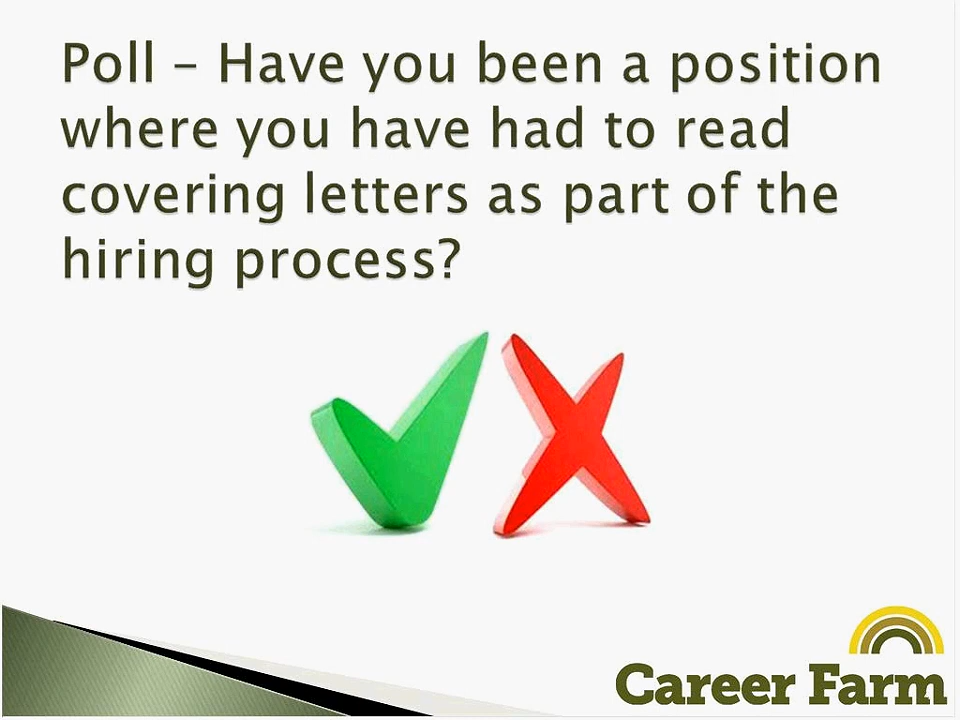 Poll – Have you been a position
where you have had to read
covering letters as part of the
hiring process?
Career Farm